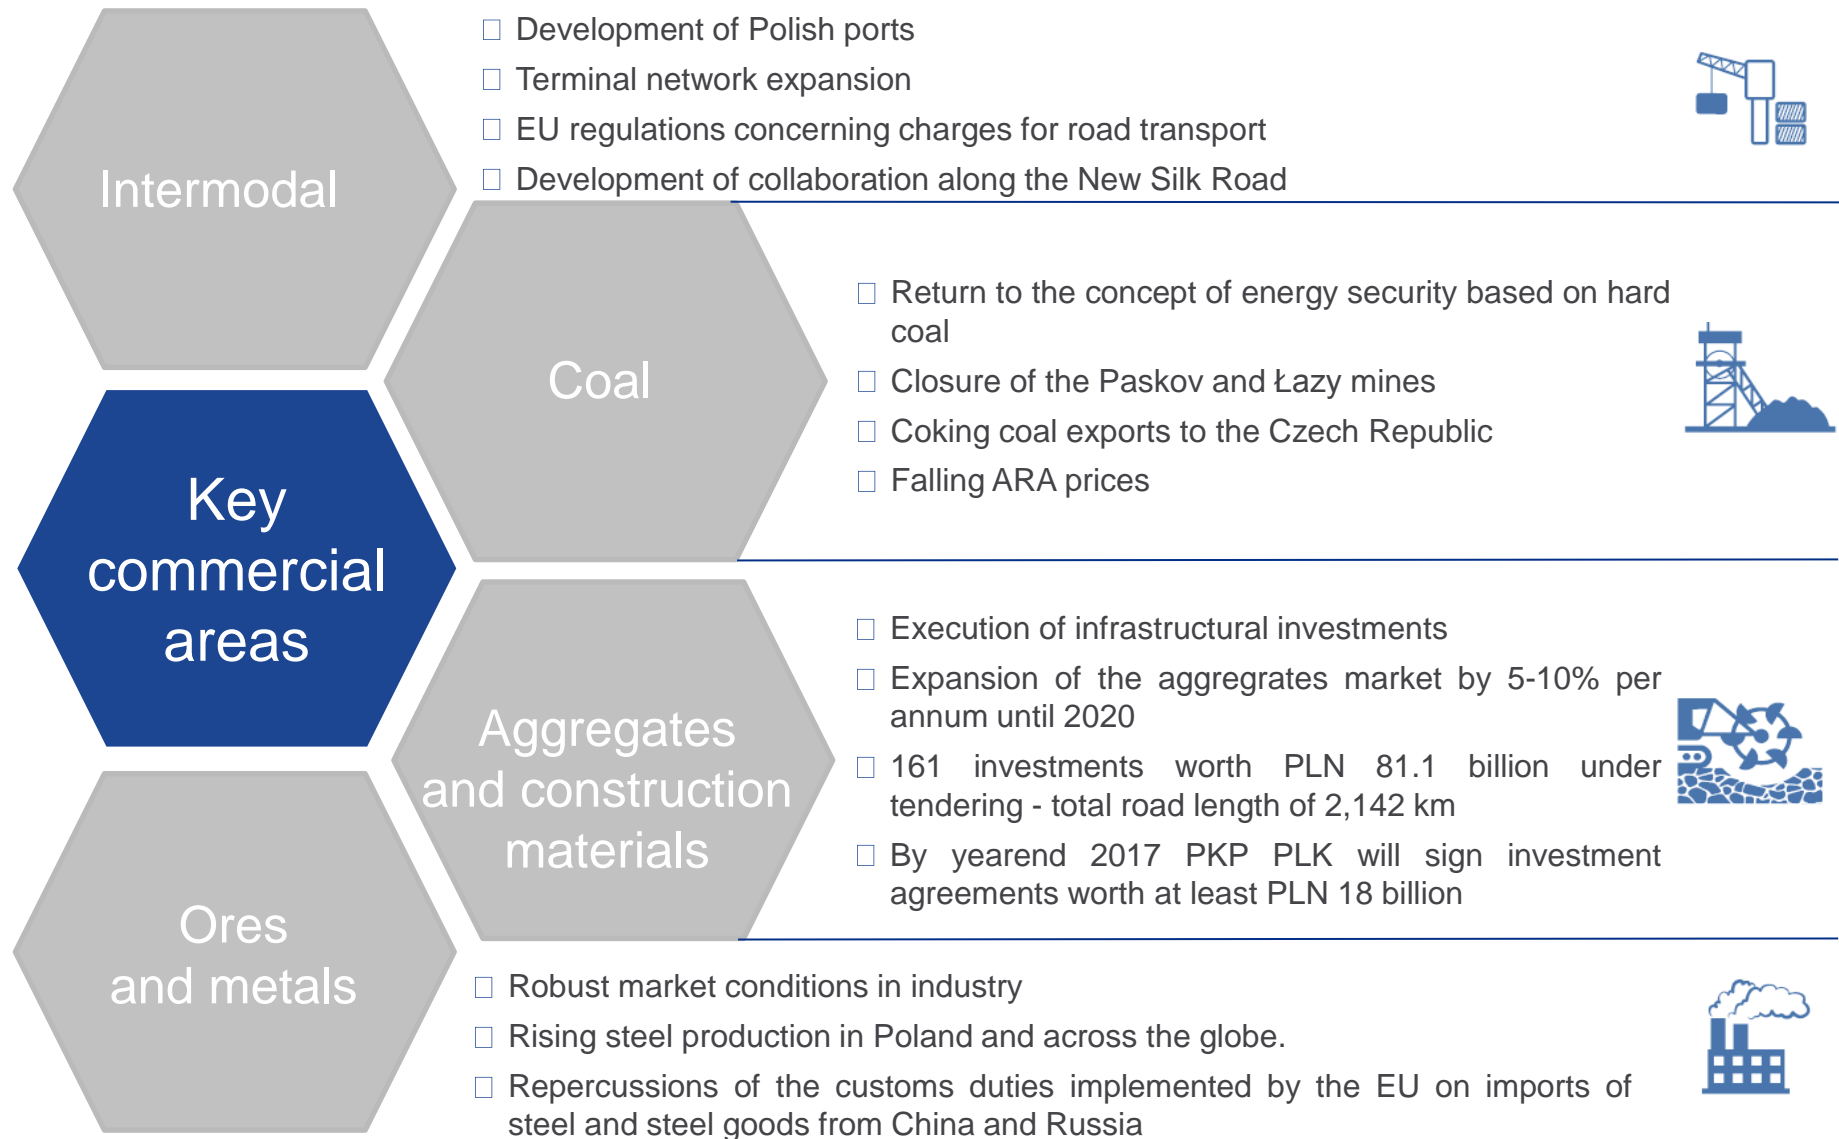 Intermodal
□ Development of Polish ports
□ Terminal network expansion
□ EU regulations concerning charges for road transport
□ Development of collaboration along the New Silk Road
Coal
□ Return to the concept of energy security based on hard
coal
□ Closure of the Paskov and Łazy mines
□ Coking coal exports to the Czech Republic
□ Falling ARA prices
Key
commercial
areas
Aggregates
and construction
materials
□ Execution of infrastructural investments
□ Expansion of the aggregrates market by 5-10% per
annum until 2020
□ 161 investments worth PLN 81.1 billion under
tendering - total road length of 2,142 km
□ By yearend 2017 PKP PLK will sign investment
agreements worth at least PLN 18 billion
Ores
and metals
□ Robust market conditions in industry
□ Rising steel production in Poland and across the globe.
□ Repercussions of the customs duties implemented by the EU on imports of
steel and steel goods from China and Russia